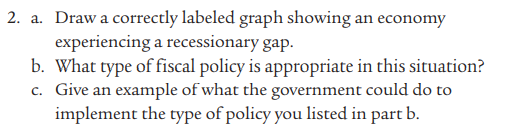 2. a. Draw a correctly labeled graph showing an economy
experiencing a recessionary gap.
b. What type of fiscal policy is appropriate in this situation?
c. Give an example of what the government could do to
implement the type of policy you listed in part b.